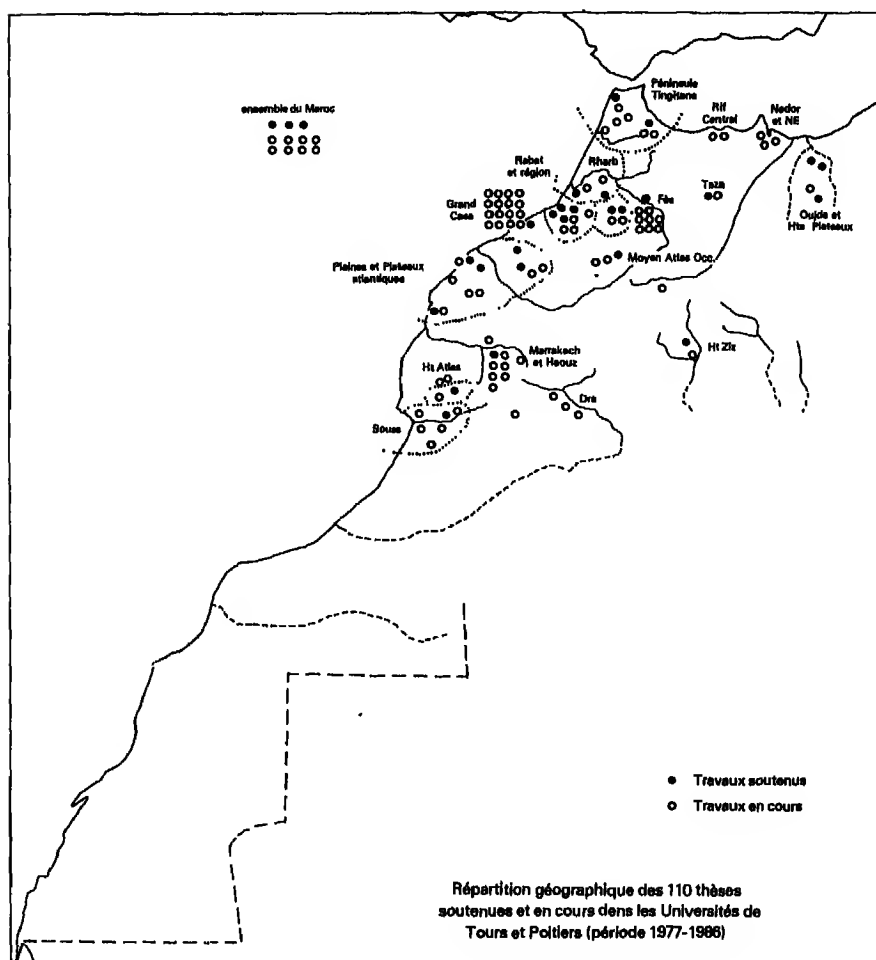 ensemble du Maroc
Péninsule
Tingitane
Rif
Central
Nador
et NE
Rabat
et région
Rharb
Grand
Casa
Fès
Taza
Oujda et
Hts Plateaux
Moyen Atlas Occ.
Plaines et Plateaux
atlantiques
Marrakech
et Haouz
Ht Ziz
Ht Atlas
Dra
Souss
Travaux soutenus
Travaux en cours
Répartition géographique des 110 thèses
soutenues et en cours dens les Universités de
Tours et Poitiers (période 1977-1986)